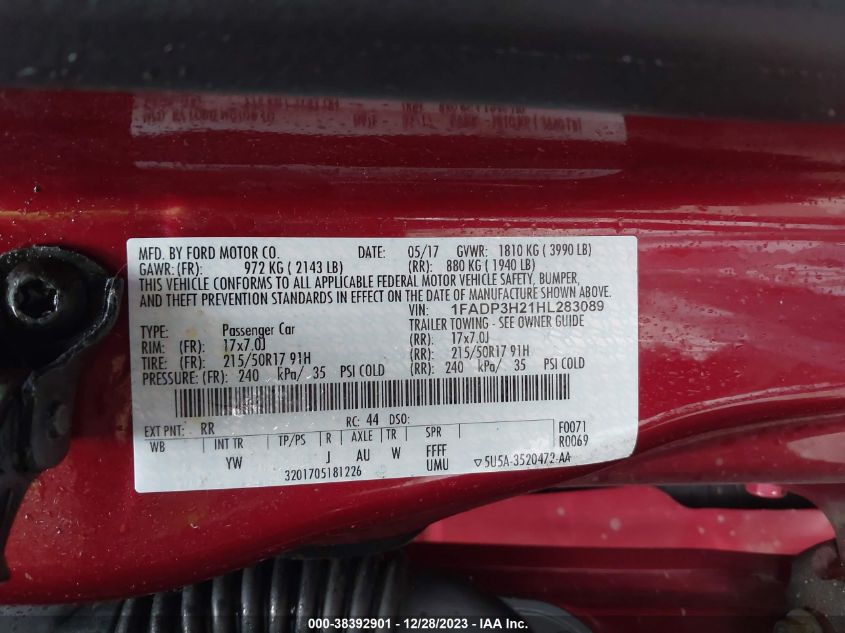 MFD. BY FORD MOTOR CO. DATE: 05/17 GVWR: 1810 KG ( 3990 LB)
GAWR: (FR): 972 KG ( 2143 LB) (RR): 880 KG ( 1940 LB)
THIS VEHICLE CONFORMS TO ALL APPLICABLE FEDERAL MOTOR VEHICLE SAFETY, BUMPER,
AND THEFT PREVENTION STANDARDS IN EFFECT ON THE DATE OF MANUFACTURE SHOWN ABOVE.
VIN: 1FADP3H21HL283089
TYPE: Passenger Car TRAILER TOWING - SEE OWNER GUIDE
RIM: (FR): 17x7.0J (RR): 17x7.0J
TIRE: (FR): 215/50R17 91H (RR): 215/50R17 91H
PRESSURE: (FR): 240 kPa/ 35 PSI COLD (RR): 240 kPa/ 35 PSI COLD
EXT PNT: RR RC: 44 DSO: F0071
WB INT TR TP/PS R AXLE TR SPR R0069
YW J AU W FFFF
UMU
3201705181226 ▽5U5A-3520472-AA
000-38392901 - 12/28/2023 - IAA Inc.